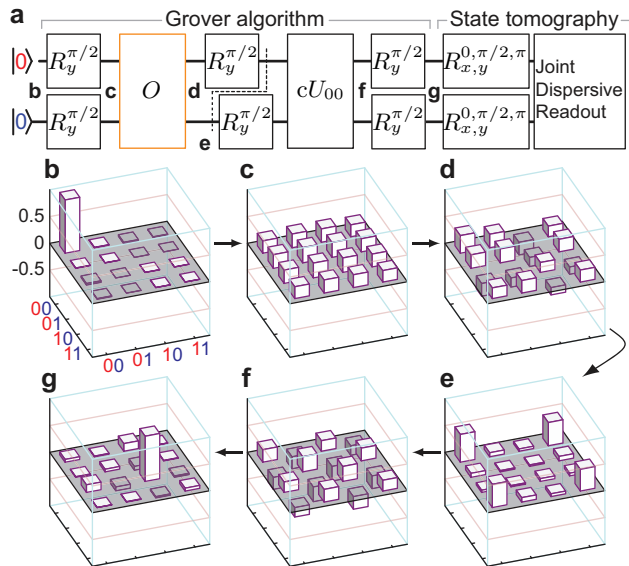 a Grover algorithm State tomography
|0⟩ R_y^{π/2} R_y^{π/2} R_y^{π/2} R_{x,y}^{0,π/2,π} Joint
b c O d cU_{00} f g Dispersive
|0⟩ R_y^{π/2} e R_y^{π/2} R_y^{π/2} R_{x,y}^{0,π/2,π} Readout
b c d
0.5
0
-0.5
00
01
10
11
00 01 10 11
g f e